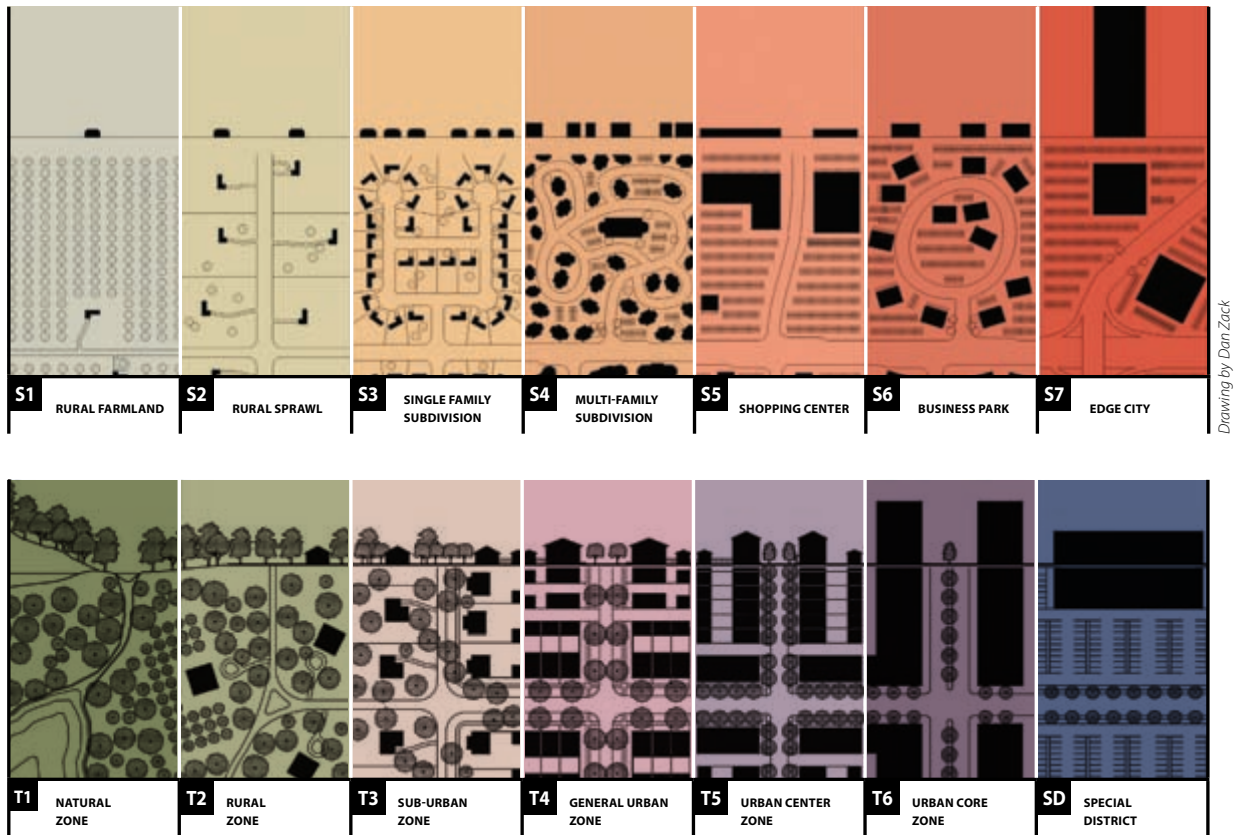 S1
RURAL FARMLAND
S2
RURAL SPRAWL
S3
SINGLE FAMILY
SUBDIVISION
S4
MULTI-FAMILY
SUBDIVISION
S5
SHOPPING CENTER
S6
BUSINESS PARK
S7
EDGE CITY
Drawing by Dan Zack
T1
NATURAL
ZONE
T2
RURAL
ZONE
T3
SUB-URBAN
ZONE
T4
GENERAL URBAN
ZONE
T5
URBAN CENTER
ZONE
T6
URBAN CORE
ZONE
SD
SPECIAL
DISTRICT